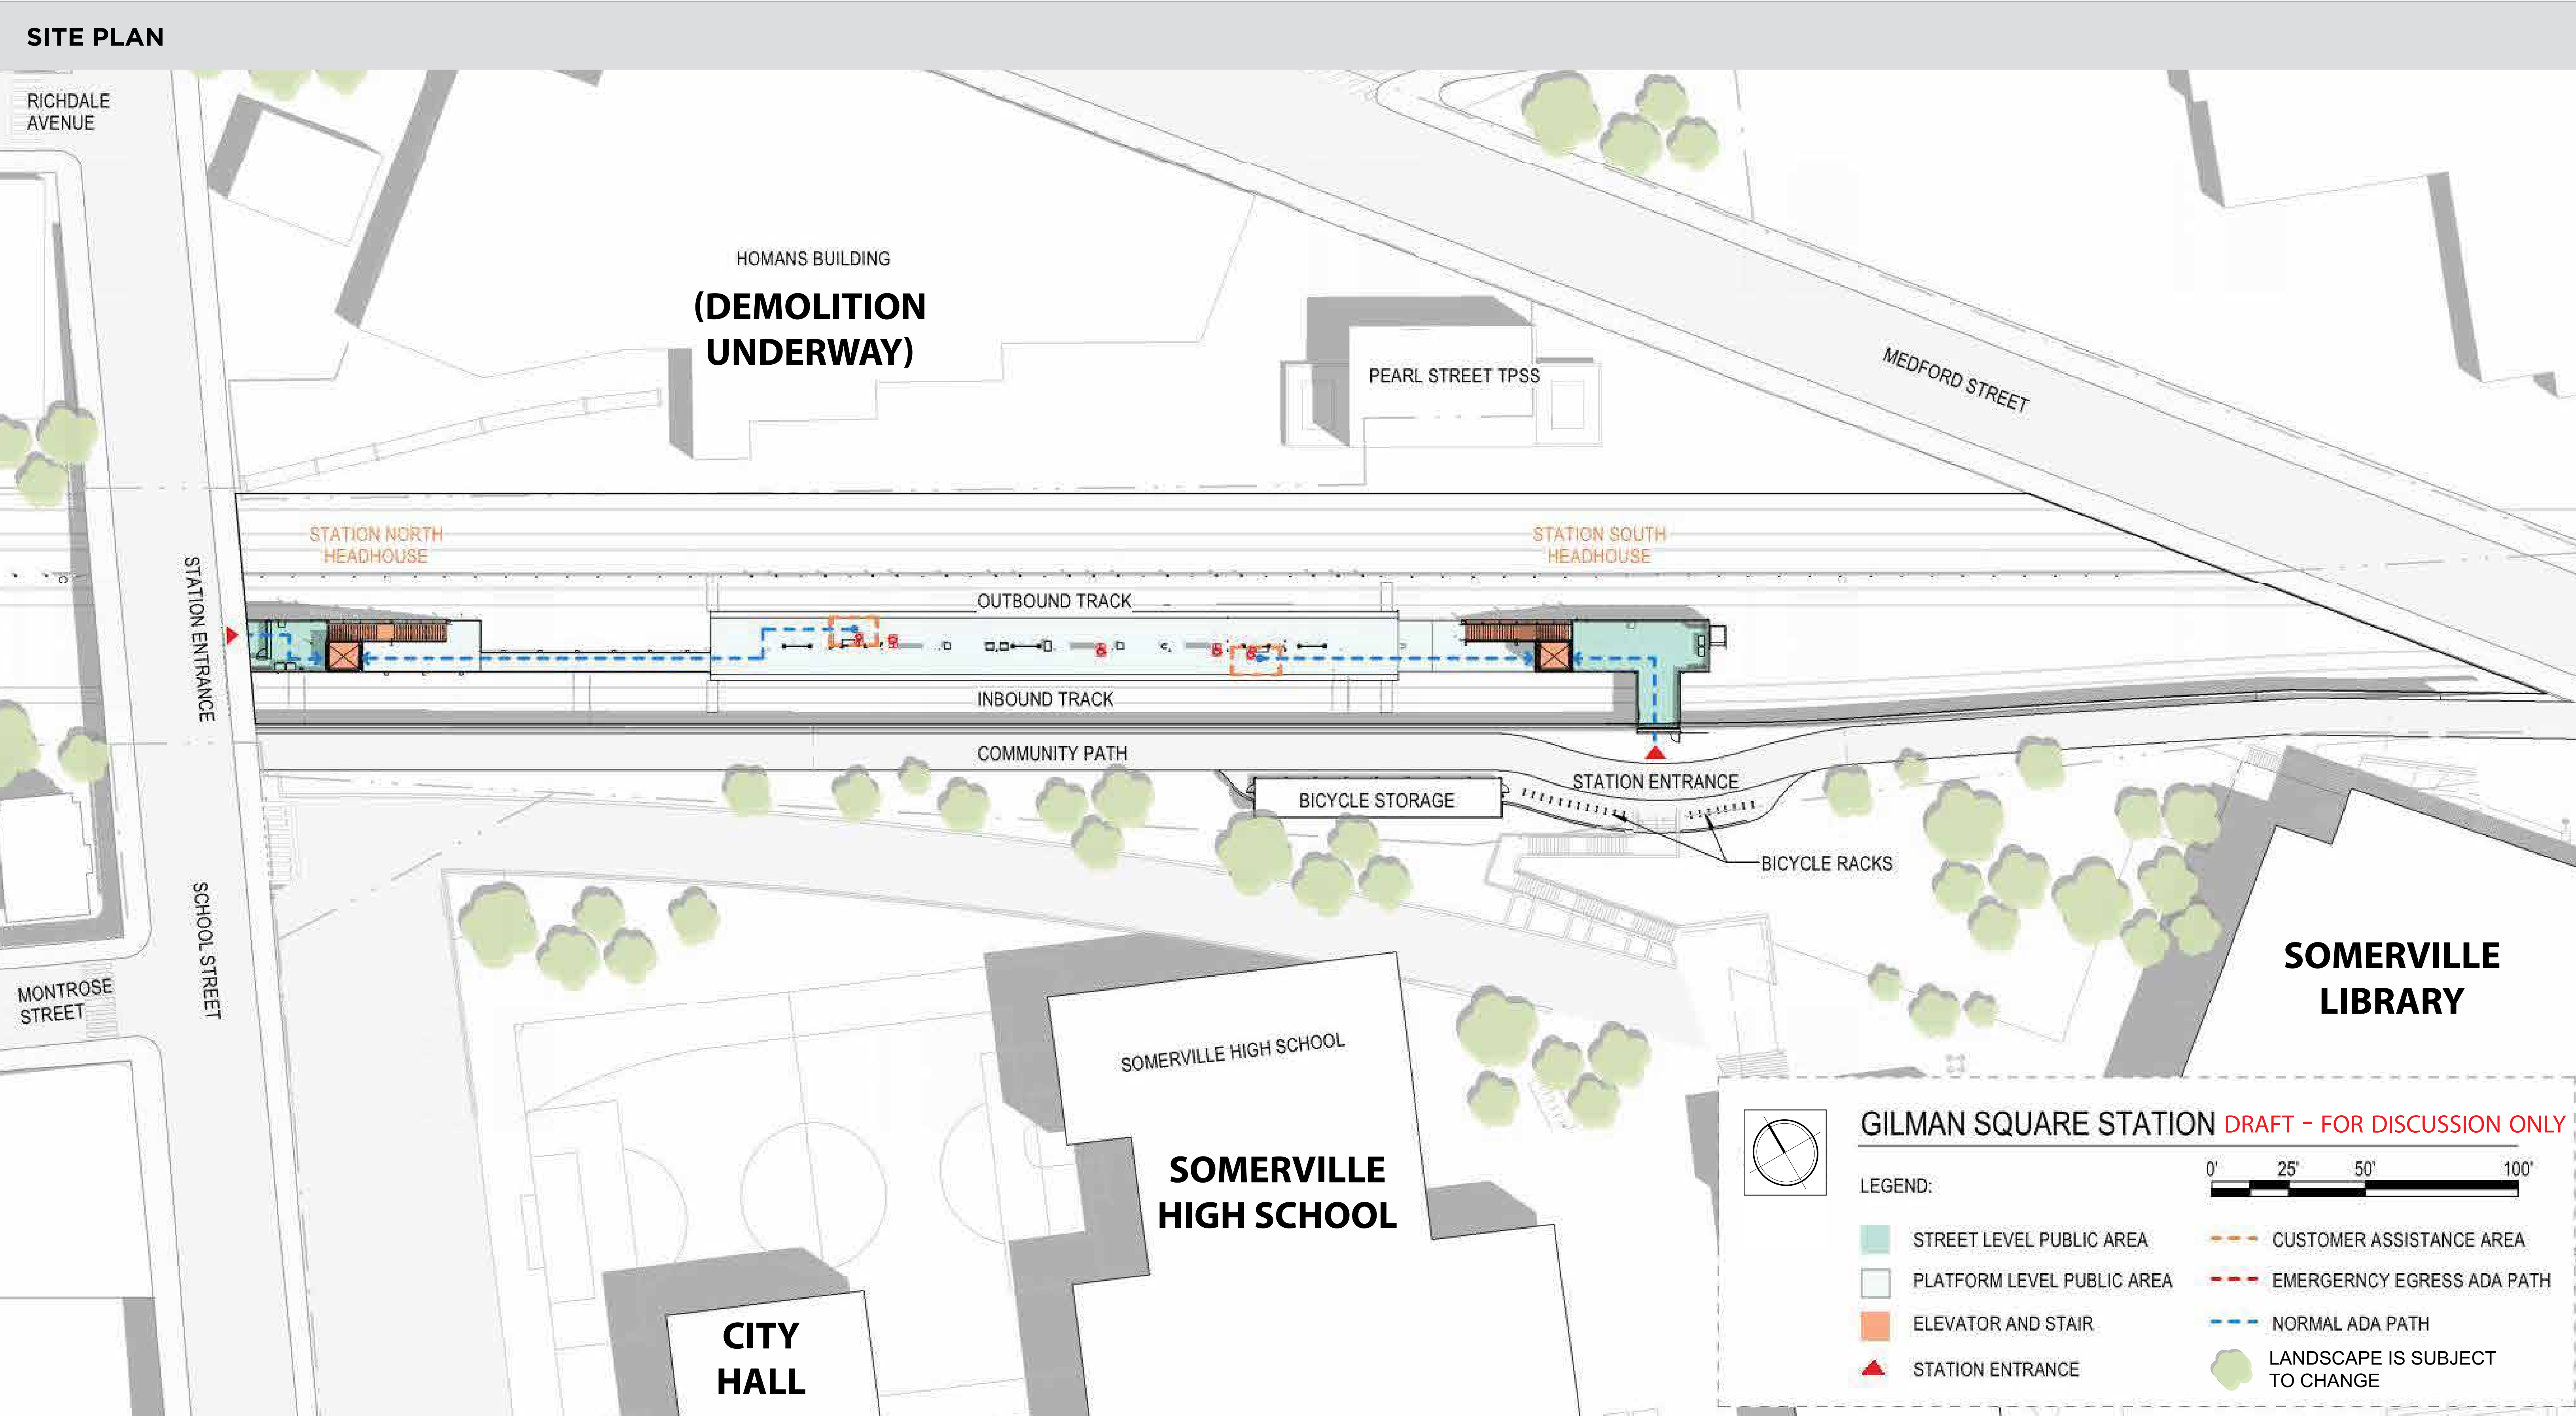 SITE PLAN
RICHDALE
AVENUE
HOMANS BUILDING
(DEMOLITION
UNDERWAY)
PEARL STREET TPSS
MEDFORD STREET
STATION NORTH
HEADHOUSE
STATION SOUTH
HEADHOUSE
STATION ENTRANCE
OUTBOUND TRACK
INBOUND TRACK
COMMUNITY PATH
STATION ENTRANCE
BICYCLE STORAGE
BICYCLE RACKS
SCHOOL STREET
MONTROSE
STREET
SOMERVILLE
LIBRARY
SOMERVILLE HIGH SCHOOL
SOMERVILLE
HIGH SCHOOL
CITY
HALL
GILMAN SQUARE STATION DRAFT - FOR DISCUSSION ONLY
0' 25' 50' 100'
LEGEND:
STREET LEVEL PUBLIC AREA
PLATFORM LEVEL PUBLIC AREA
ELEVATOR AND STAIR
STATION ENTRANCE
CUSTOMER ASSISTANCE AREA
EMERGERNCY EGRESS ADA PATH
NORMAL ADA PATH
LANDSCAPE IS SUBJECT
TO CHANGE